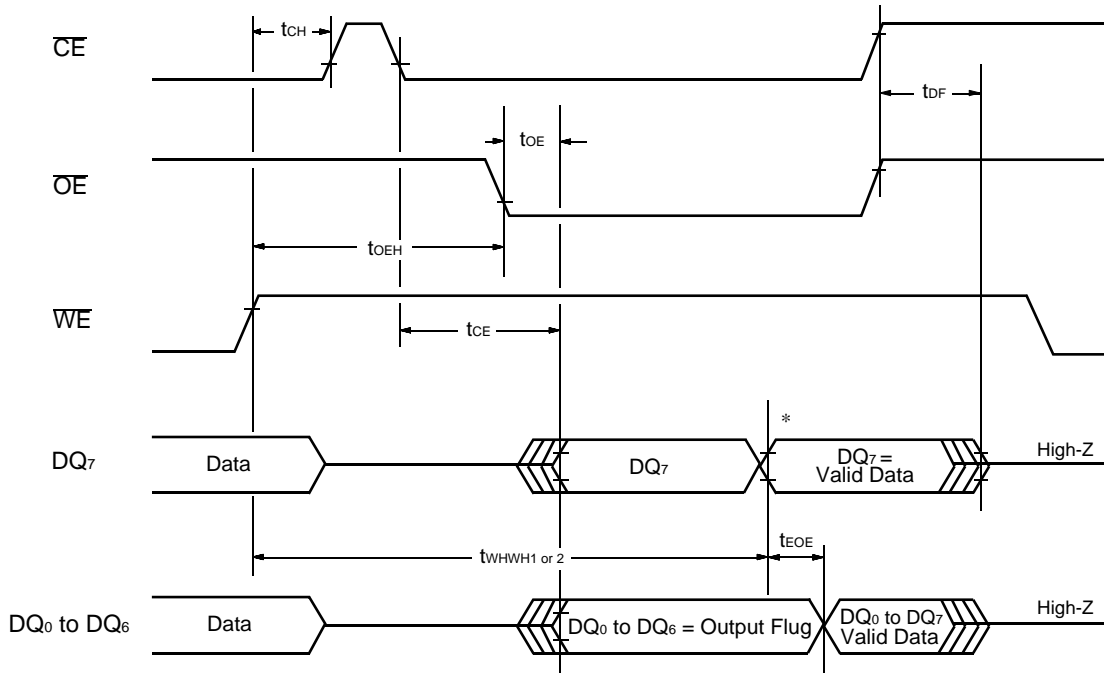 tCH
CE
tDF
tOE
OE
tOEH
WE
tCE
*
DQ7
Data
DQ7
DQ7 =
Valid Data
High-Z
tWHWH1 or 2
tEOE
DQ0 to DQ6
Data
DQ0 to DQ6 = Output Flug
DQ0 to DQ7
Valid Data
High-Z